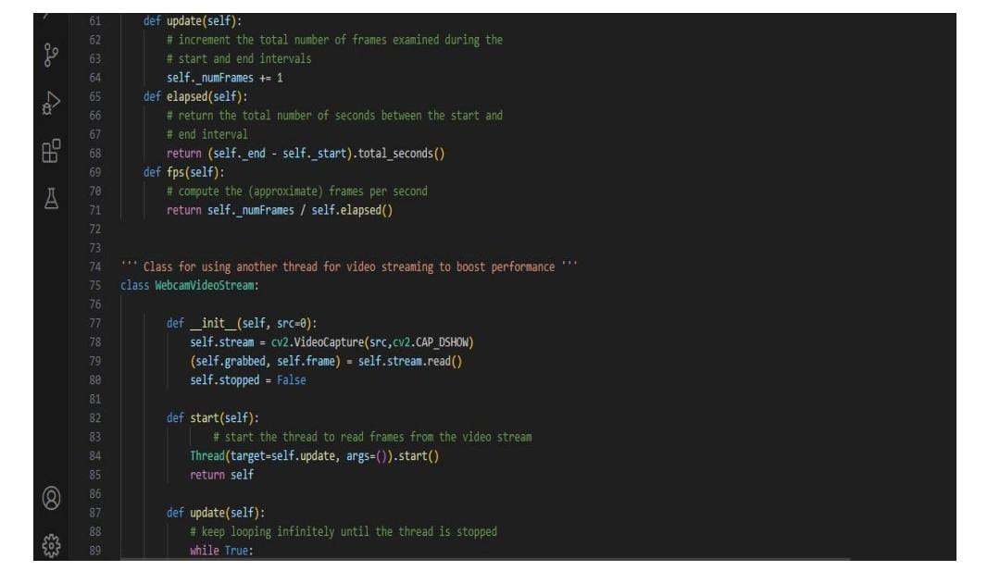 61 def update(self):
62 # increment the total number of frames examined during the
63 # start and end intervals
64 self._numFrames += 1
65 def elapsed(self):
66 # return the total number of seconds between the start and
67 # end interval
68 return (self._end - self._start).total_seconds()
69 def fps(self):
70 # compute the (approximate) frames per second
71 return self._numFrames / self.elapsed()
72
73
74 ''' Class for using another thread for video streaming to boost performance '''
75 class WebcamVideoStream:
76
77 def __init__(self, src=0):
78 self.stream = cv2.VideoCapture(src,cv2.CAP_DSHOW)
79 (self.grabbed, self.frame) = self.stream.read()
80 self.stopped = False
81
82 def start(self):
83 # start the thread to read frames from the video stream
84 Thread(target=self.update, args=()).start()
85 return self
86
87 def update(self):
88 # keep looping infinitely until the thread is stopped
89 while True: